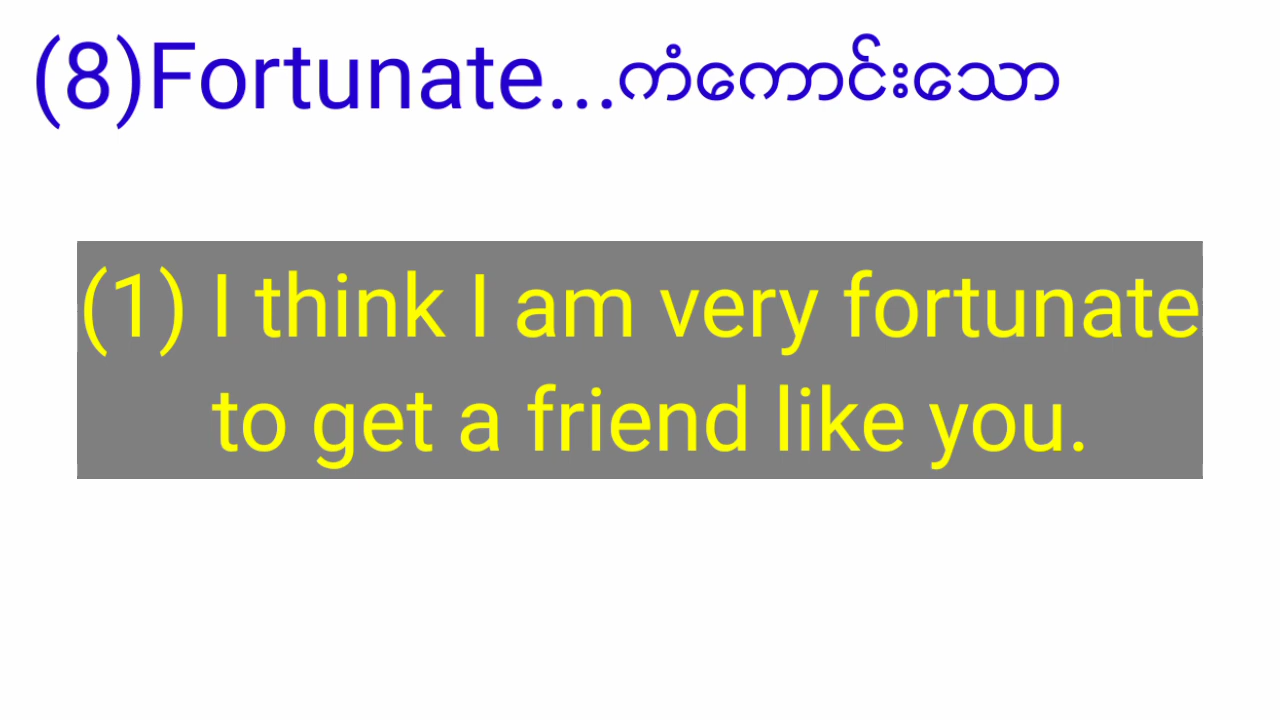 (8)Fortunate...ကံကောင်းသော
(1) I think I am very fortunate
to get a friend like you.